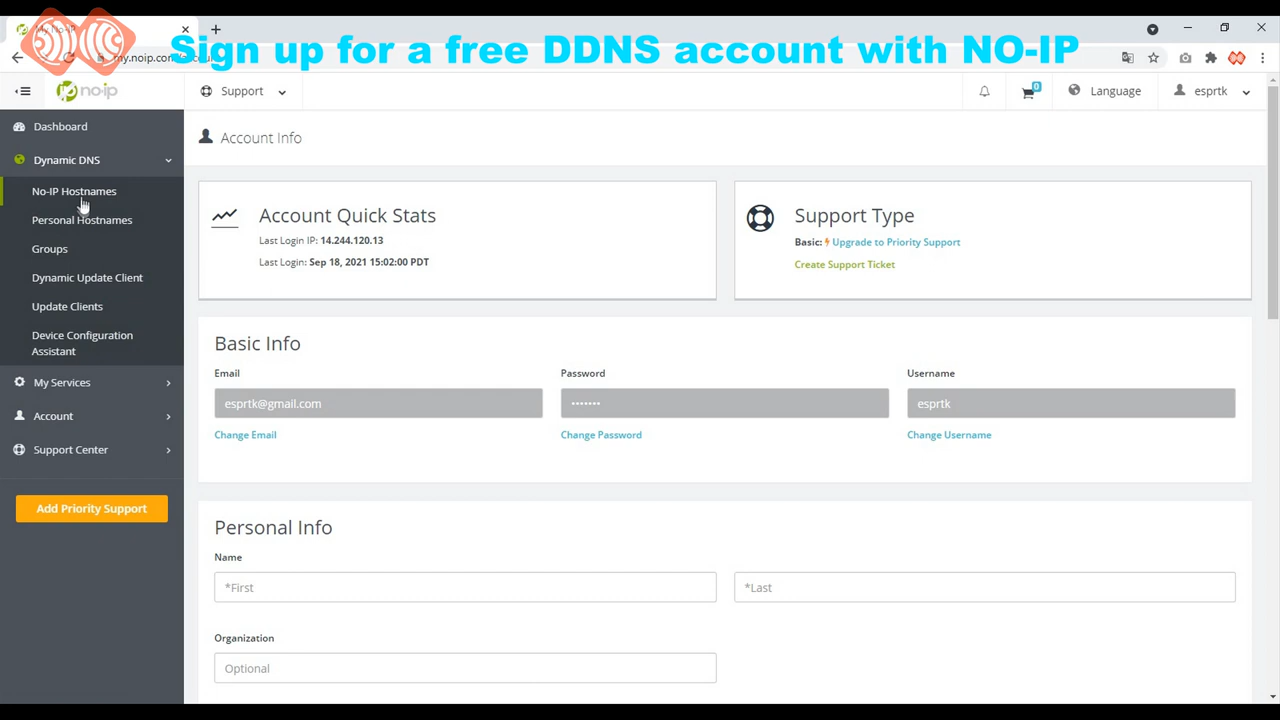 Sign up for a free DDNS account with NO-IP
no-ip
Support
0
Language
esprtk
Dashboard
Dynamic DNS
No-IP Hostnames
Personal Hostnames
Groups
Dynamic Update Client
Update Clients
Device Configuration
Assistant
My Services
Account
Support Center
Add Priority Support
Account Info
Account Quick Stats
Last Login IP: 14.244.120.13
Last Login: Sep 18, 2021 15:02:00 PDT
Support Type
Basic: Upgrade to Priority Support
Create Support Ticket
Basic Info
Email
Password
Username
esprtk@gmail.com
•••••••
esprtk
Change Email
Change Password
Change Username
Personal Info
Name
*First
*Last
Organization
Optional